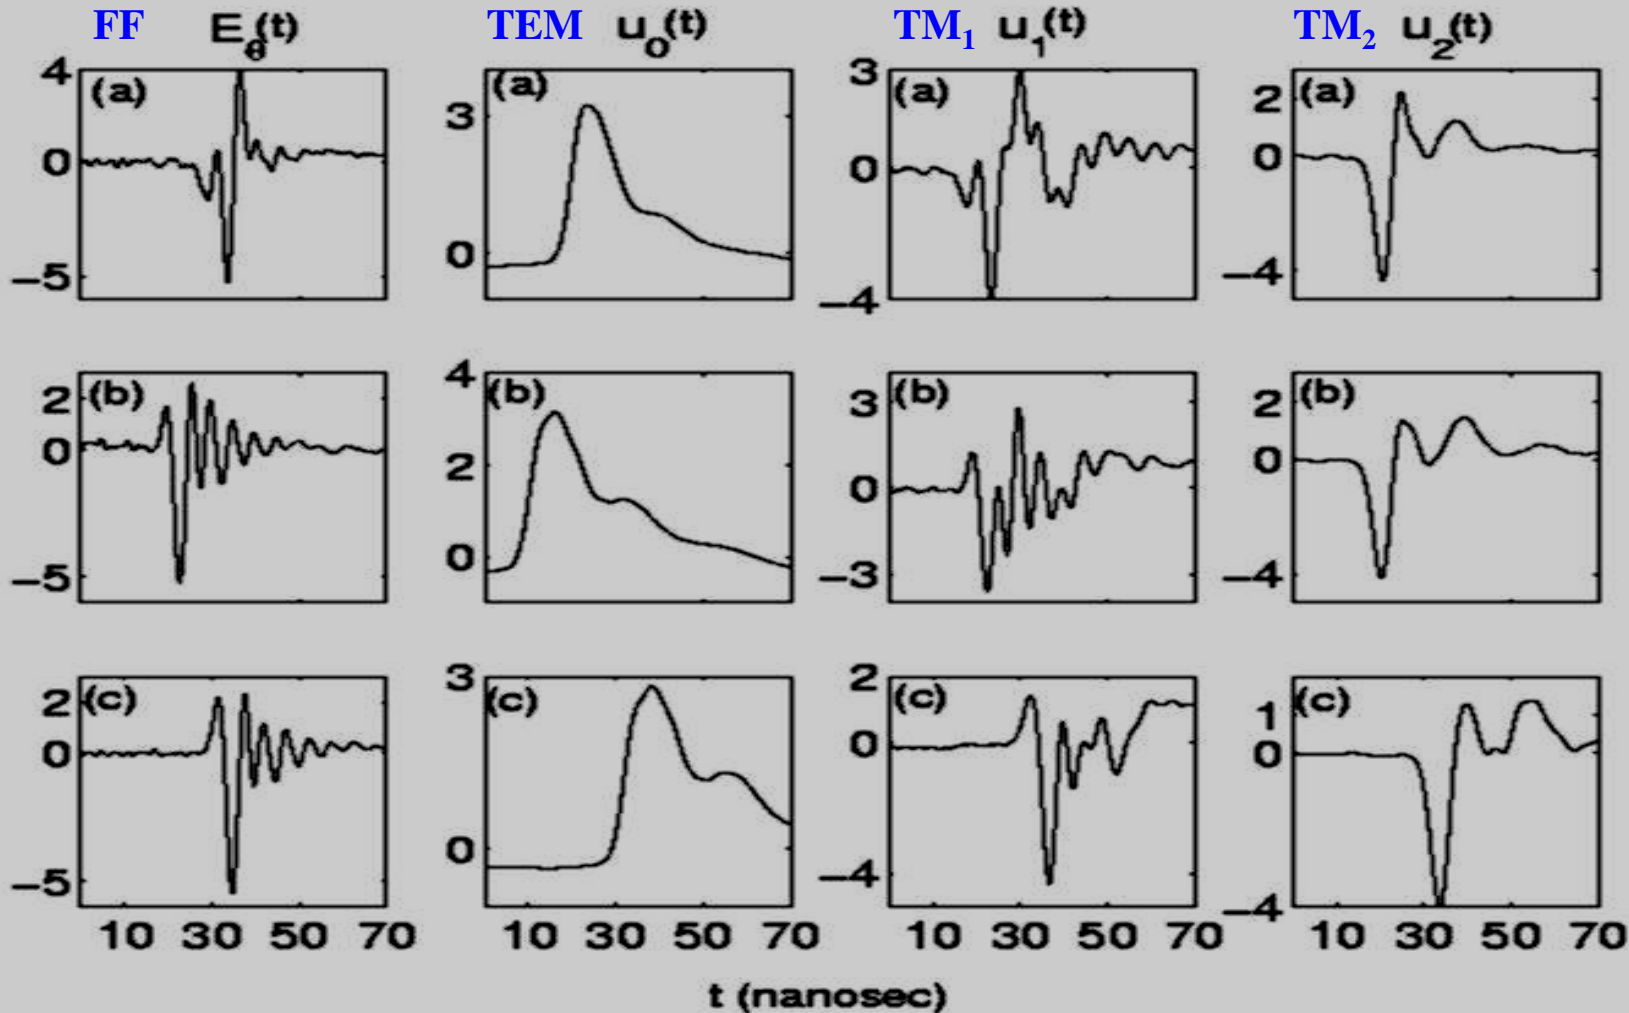 FF E_θ(t) TEM u_0(t) TM_1 u_1(t) TM_2 u_2(t)
4 0 −5 (a)
3 0 (a)
3 0 −4 (a)
2 0 −4 (a)
2 0 −5 (b)
4 2 0 (b)
3 0 −3 (b)
2 0 −4 (b)
2 0 −5 (c)
3 0 (c)
2 0 −4 (c)
1 0 −4 (c)
10 30 50 70 10 30 50 70 10 30 50 70 10 30 50 70
t (nanosec)